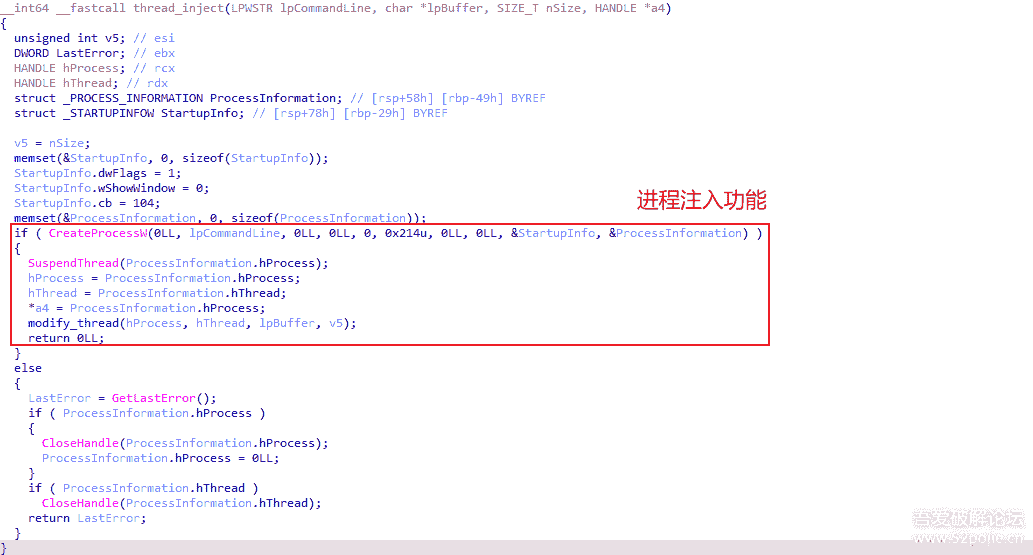 __int64 __fastcall thread_inject(LPWSTR lpCommandLine, char *lpBuffer, SIZE_T nSize, HANDLE *a4)
{
unsigned int v5; // esi
DWORD LastError; // ebx
HANDLE hProcess; // rcx
HANDLE hThread; // rdx
struct _PROCESS_INFORMATION ProcessInformation; // [rsp+58h] [rbp-49h] BYREF
struct _STARTUPINFOW StartupInfo; // [rsp+78h] [rbp-29h] BYREF
v5 = nSize;
memset(&StartupInfo, 0, sizeof(StartupInfo));
StartupInfo.dwFlags = 1;
StartupInfo.wShowWindow = 0;
StartupInfo.cb = 104;
进程注入功能
memset(&ProcessInformation, 0, sizeof(ProcessInformation));
if ( CreateProcessW(0LL, lpCommandLine, 0LL, 0LL, 0, 0x214u, 0LL, 0LL, &StartupInfo, &ProcessInformation) )
{
SuspendThread(ProcessInformation.hProcess);
hProcess = ProcessInformation.hProcess;
hThread = ProcessInformation.hThread;
*a4 = ProcessInformation.hProcess;
modify_thread(hProcess, hThread, lpBuffer, v5);
return 0LL;
}
else
{
LastError = GetLastError();
if ( ProcessInformation.hProcess )
{
CloseHandle(ProcessInformation.hProcess);
ProcessInformation.hProcess = 0LL;
}
if ( ProcessInformation.hThread )
CloseHandle(ProcessInformation.hThread);
return LastError;
}
}
吾爱破解论坛
www.52pojie.cn